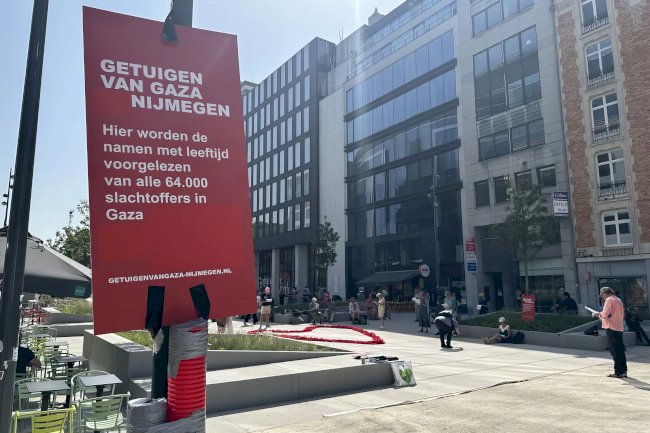 GETUIGEN
VAN GAZA
NIJMEGEN
Hier worden de
namen met leeftijd
voorgelezen
van alle 64.000
slachtoffers in
Gaza
GETUIGENVANGAZA-NIJMEGEN.NL